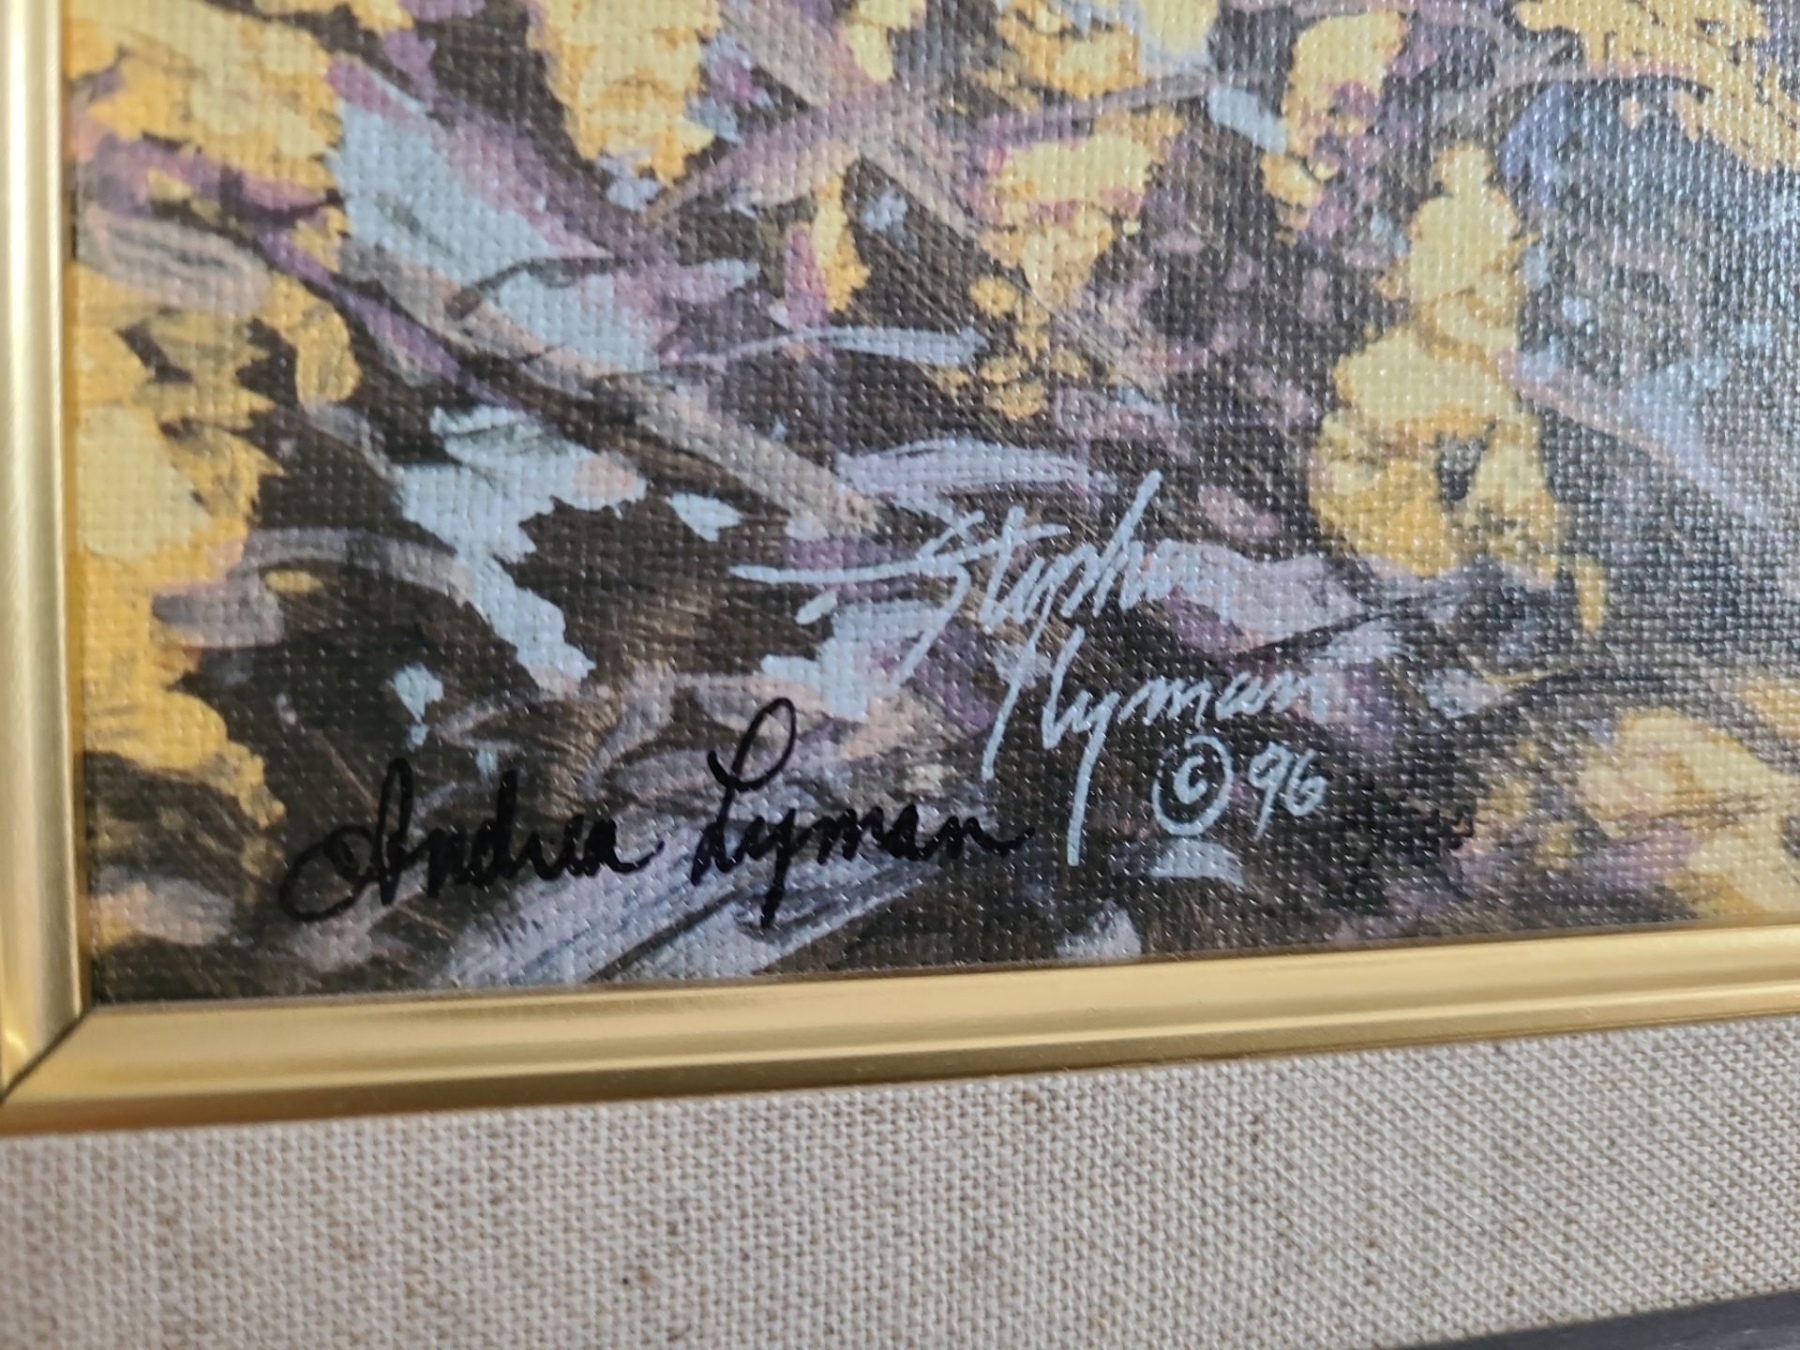 Stephen
Lyman
© 96
Andrea Lyman